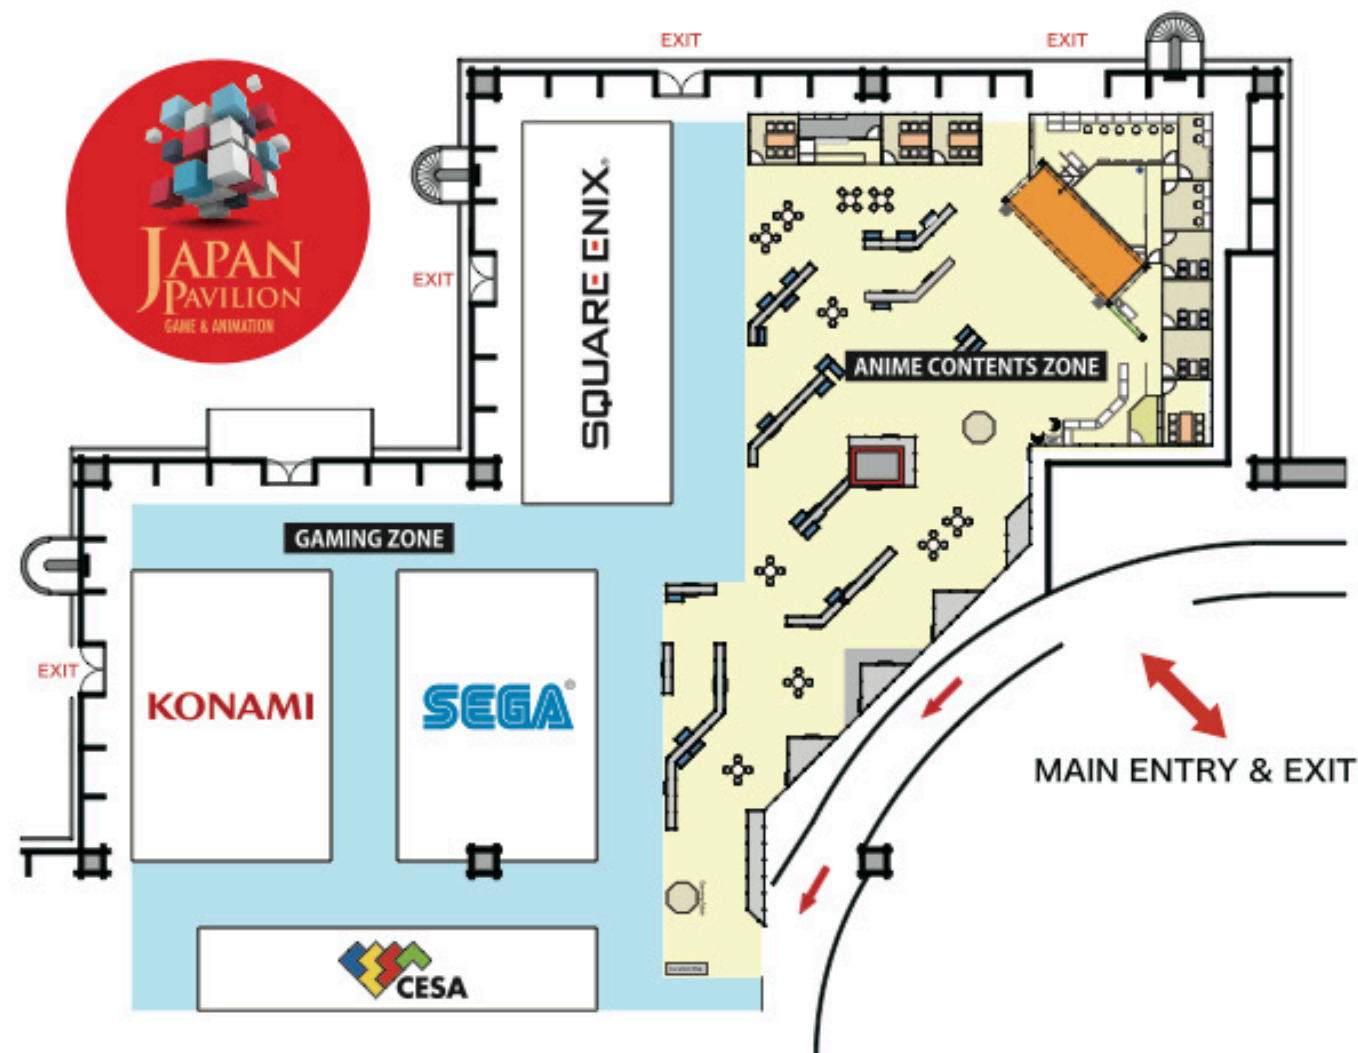 EXIT
EXIT
JAPAN
PAVILION
GAME & ANIMATION
EXIT
SQUARE ENIX®
ANIME CONTENTS ZONE
GAMING ZONE
EXIT
KONAMI
SEGA®
MAIN ENTRY & EXIT
CESA